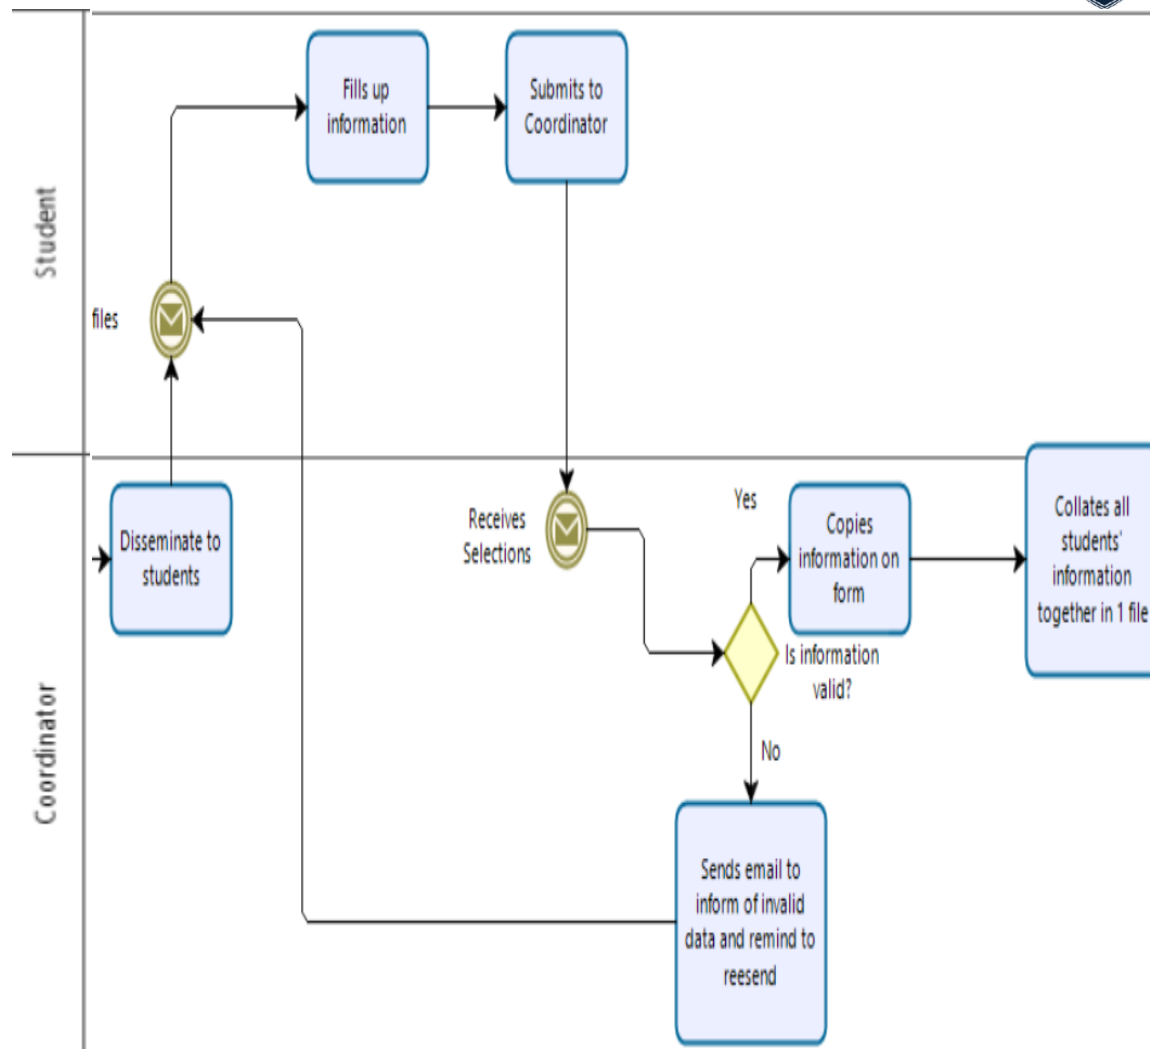 Student
Fills up
information
Submits to
Coordinator
files
Coordinator
Disseminate to
students
Receives
Selections
Yes
Copies
information on
form
Collates all
students'
information
together in 1 file
Is information
valid?
No
Sends email to
inform of invalid
data and remind to
reesend